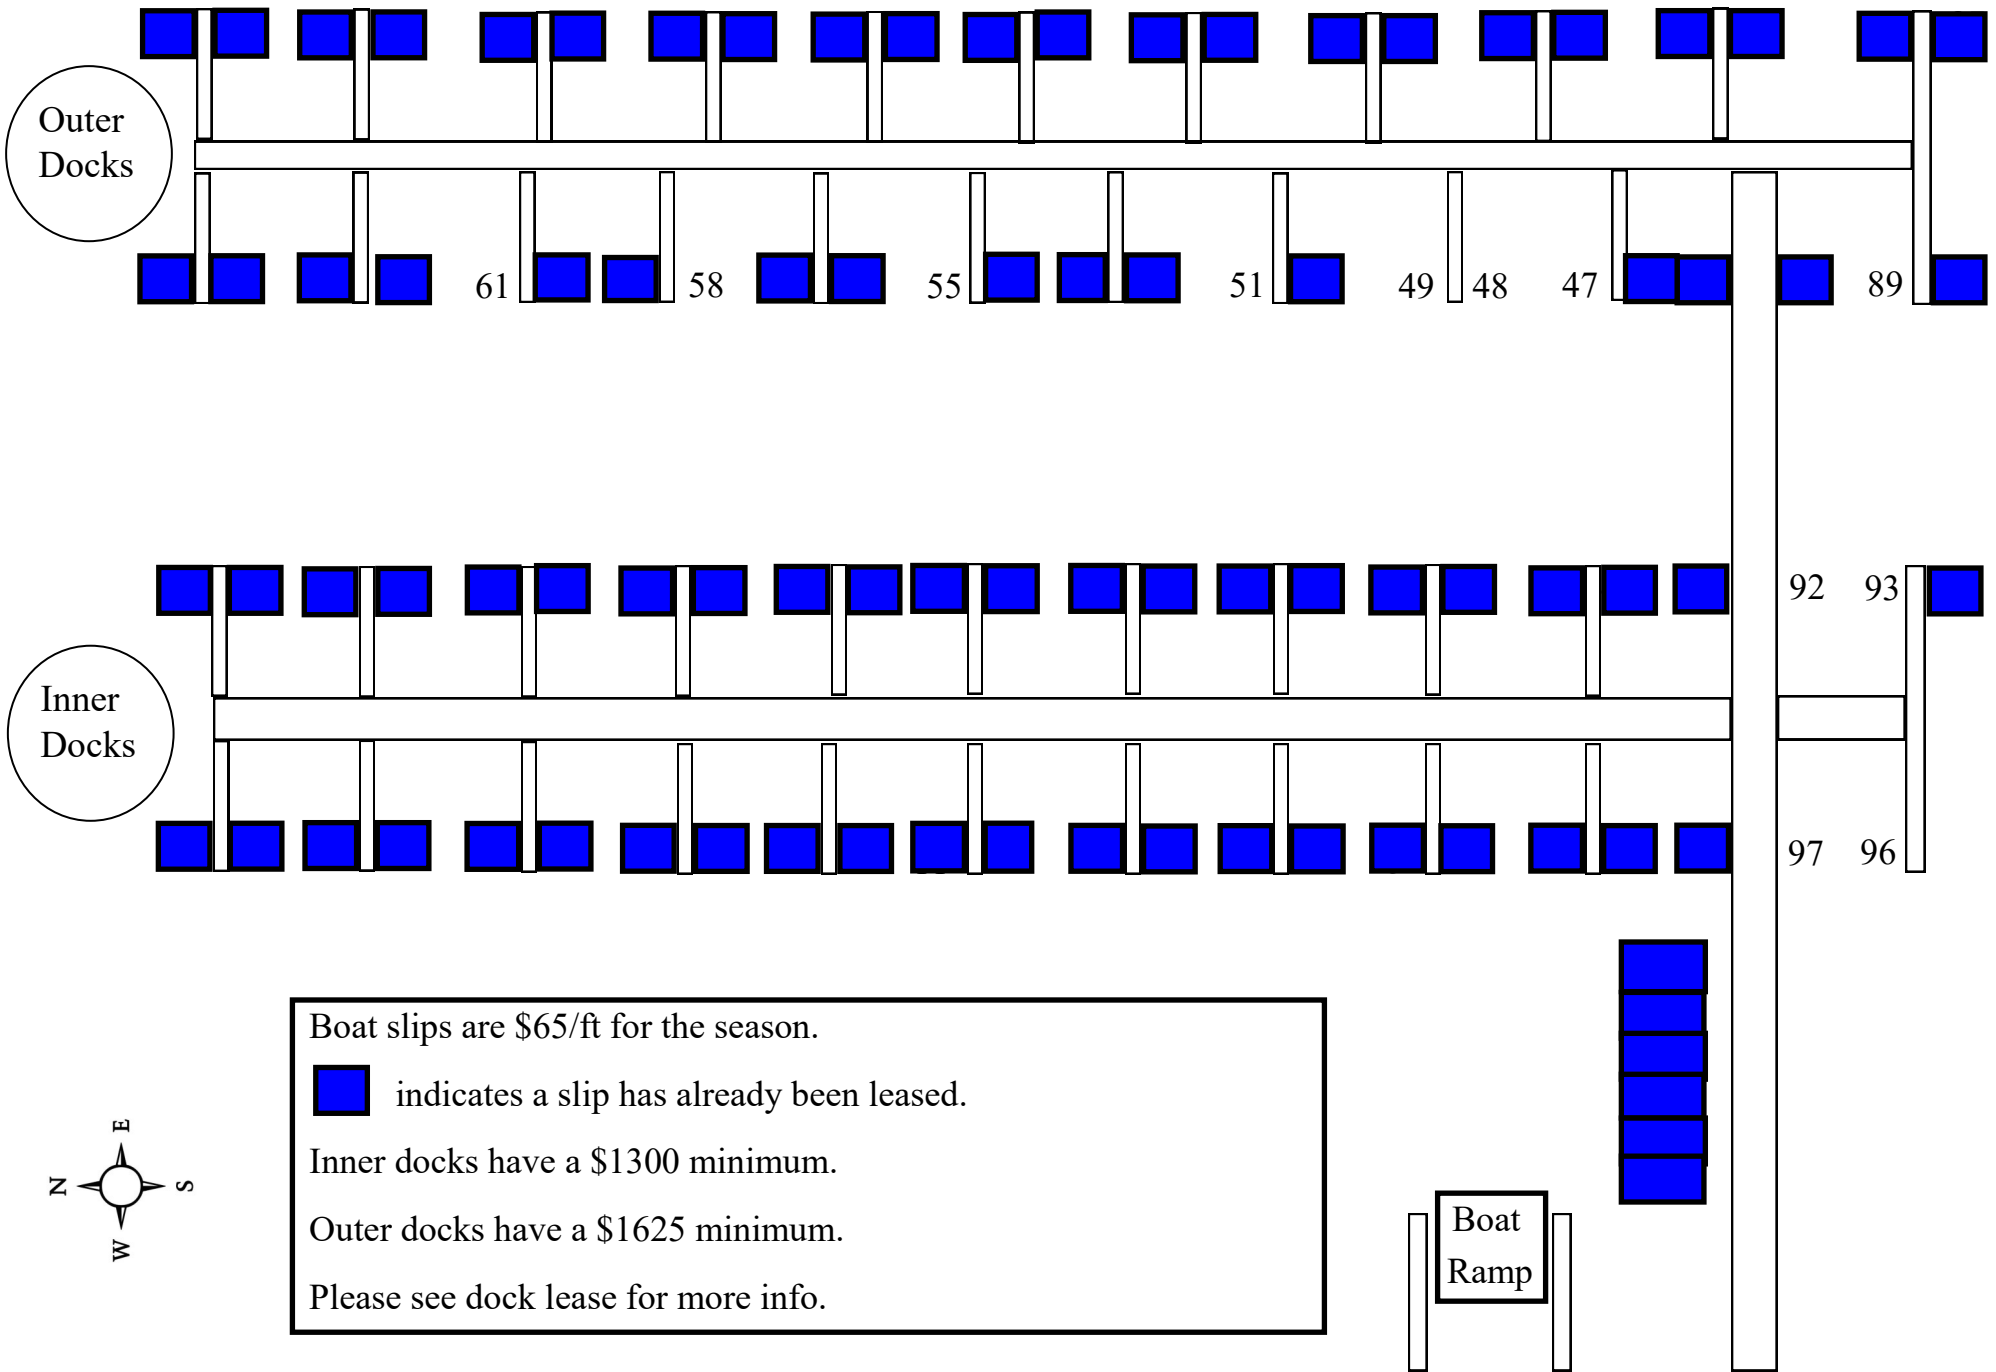 Outer
Docks
61
58
55
51
49
48
47
89
92
93
Inner
Docks
97
96
Boat slips are $65/ft for the season.
indicates a slip has already been leased.
Inner docks have a $1300 minimum.
Outer docks have a $1625 minimum.
Please see dock lease for more info.
E
N
S
W
Boat
Ramp